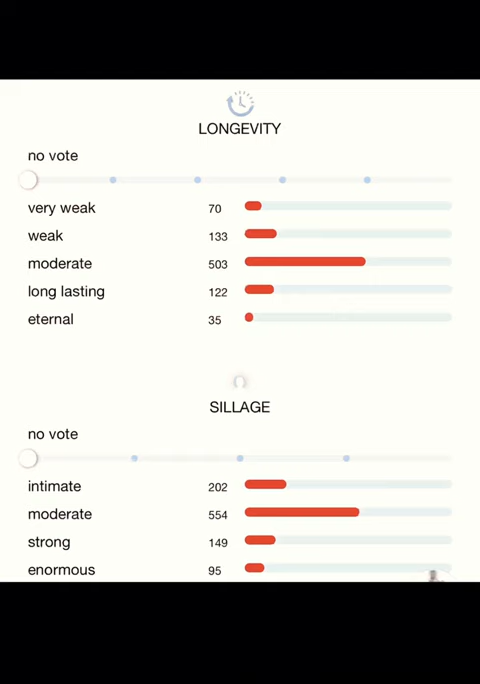 LONGEVITY
no vote
very weak 70
weak 133
moderate 503
long lasting 122
eternal 35
SILLAGE
no vote
intimate 202
moderate 554
strong 149
enormous 95